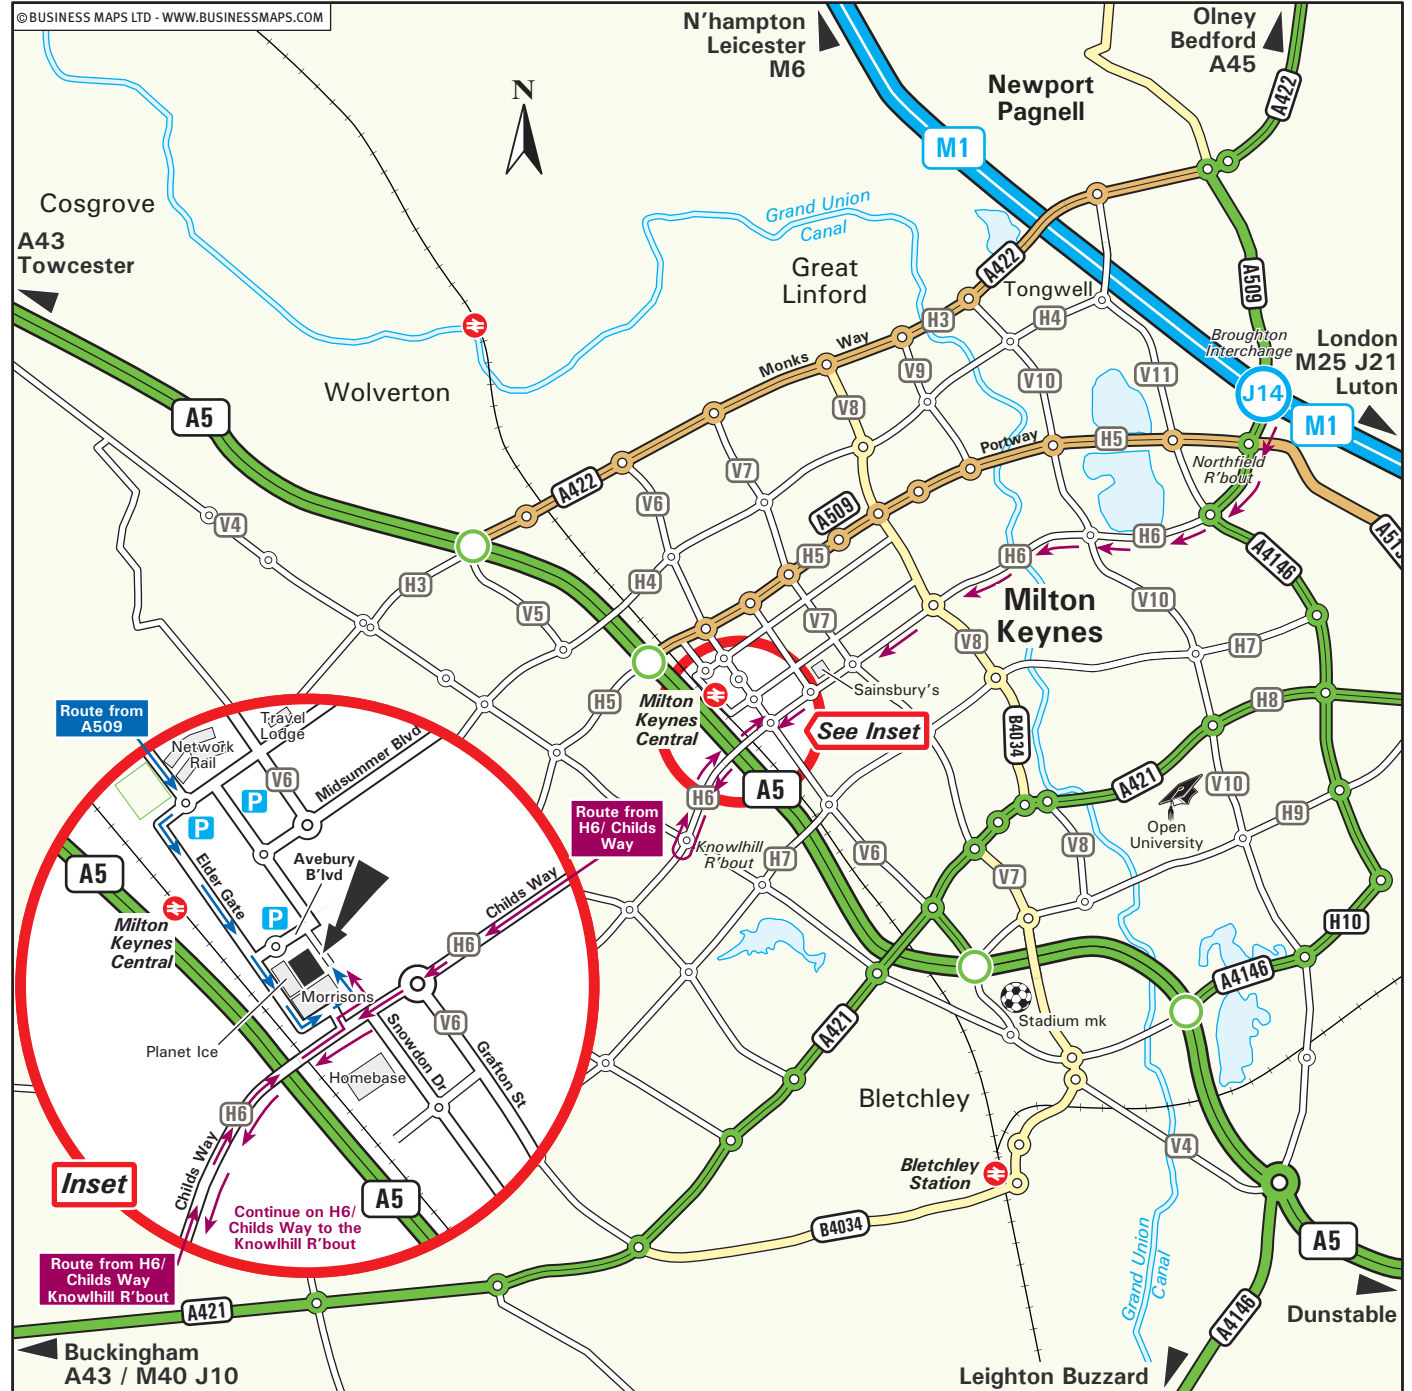 ©BUSINESS MAPS LTD - WWW.BUSINESSMAPS.COM
N'hampton
Leicester
M6
Olney
Bedford
A45
Newport
Pagnell
A422
N
M1
Cosgrove
A43
Towcester
Grand Union
Canal
Great
Linford
A422
Tongwell
A509
H3
H4
Broughton
Interchange
London
M25 J21
Luton
Monks Way
Wolverton
V9
V10
V11
J14
M1
A5
V8
Portway
H5
Northfield
R'bout
V7
A422
V6
A509
V4
H5
H6
H6
A4146
H3
H4
V5
V7
Milton
Keynes
V10
V8
H7
Sainsbury's
H5
Milton
Keynes
Central
See Inset
H8
B4034
A5
H6
A421
V10
Open
University
H9
Route from
H6/ Childs
Way
Knowlhill
R'bout
H7
V6
V8
V7
H10
A4146
Stadium mk
A421
Bletchley
Bletchley
Station
V4
B4034
Grand Union
Canal
A5
Dunstable
A4146
Leighton Buzzard
A421
Buckingham
A43 / M40 J10
Route from
A509
Travel
Lodge
Network
Rail
V6
Midsummer Blvd
P
P
Avebury
B'lvd
Elder Gate
A5
P
Milton
Keynes
Central
Childs Way
H6
Morrisons
V6
Planet Ice
Snowdon Dr
Grafton St
Homebase
H6
Childs Way
Inset
A5
Continue on H6/
Childs Way to the
Knowlhill R'bout
Route from H6/
Childs Way
Knowlhill R'bout